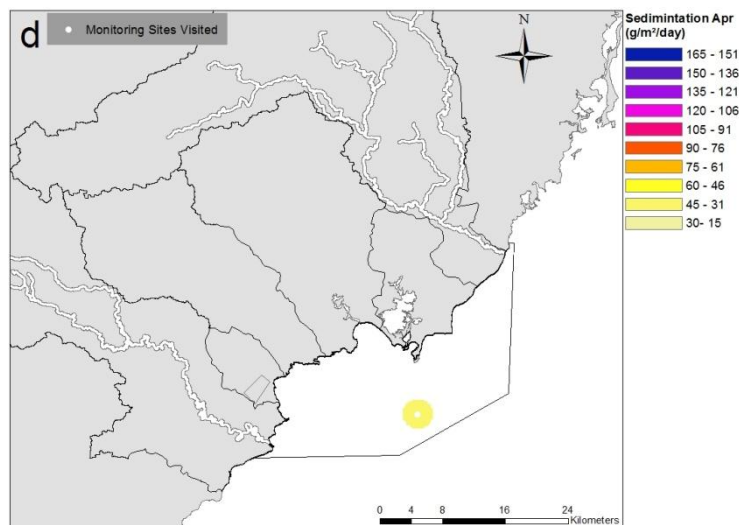 d
Monitoring Sites Visited
N
Sedimintation Apr
(g/m²/day)
165 - 151
150 - 136
135 - 121
120 - 106
105 - 91
90 - 76
75 - 61
60 - 46
45 - 31
30- 15
0 4 8 16 24
Kilometers